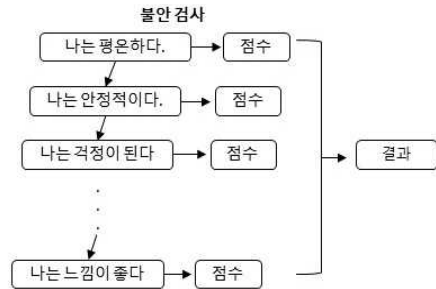 불안 검사
나는 평온하다. 점수
나는 안정적이다. 점수
나는 걱정이 된다 점수
결과
.
.
.
나는 느낌이 좋다 점수